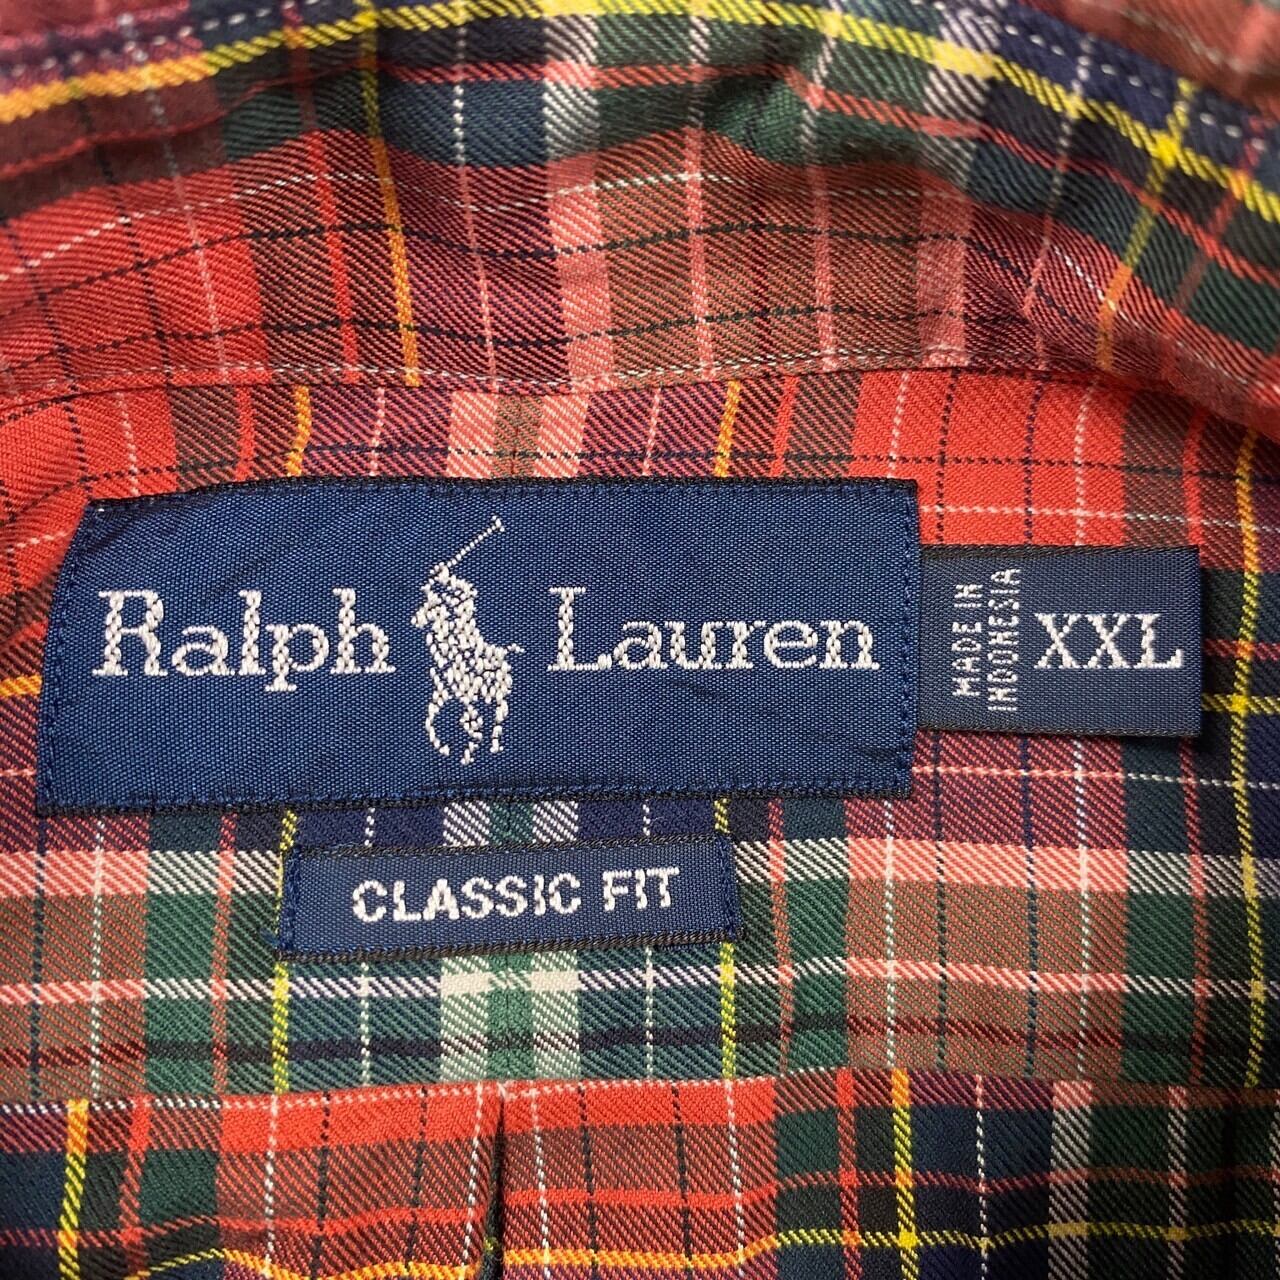 Ralph Lauren
MADE IN
INDONESIA
XXL
CLASSIC FIT